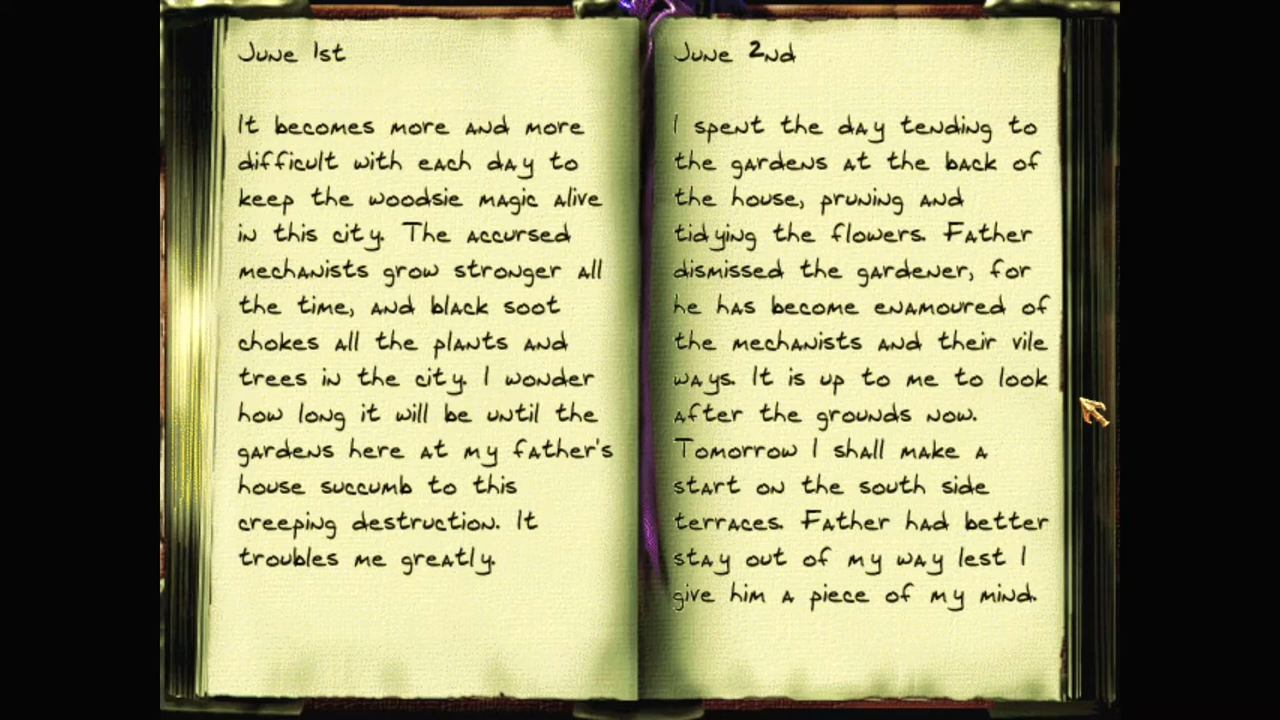 June 1st
It becomes more and more
difficult with each day to
keep the woodsie magic alive
in this city. The accursed
mechanists grow stronger all
the time, and black soot
chokes all the plants and
trees in the city. I wonder
how long it will be until the
gardens here at my father's
house succumb to this
creeping destruction. It
troubles me greatly.
June 2nd
I spent the day tending to
the gardens at the back of
the house, pruning and
tidying the flowers. Father
dismissed the gardener, for
he has become enamoured of
the mechanists and their vile
ways. It is up to me to look
after the grounds now.
Tomorrow I shall make a
start on the south side
terraces. Father had better
stay out of my way lest I
give him a piece of my mind.